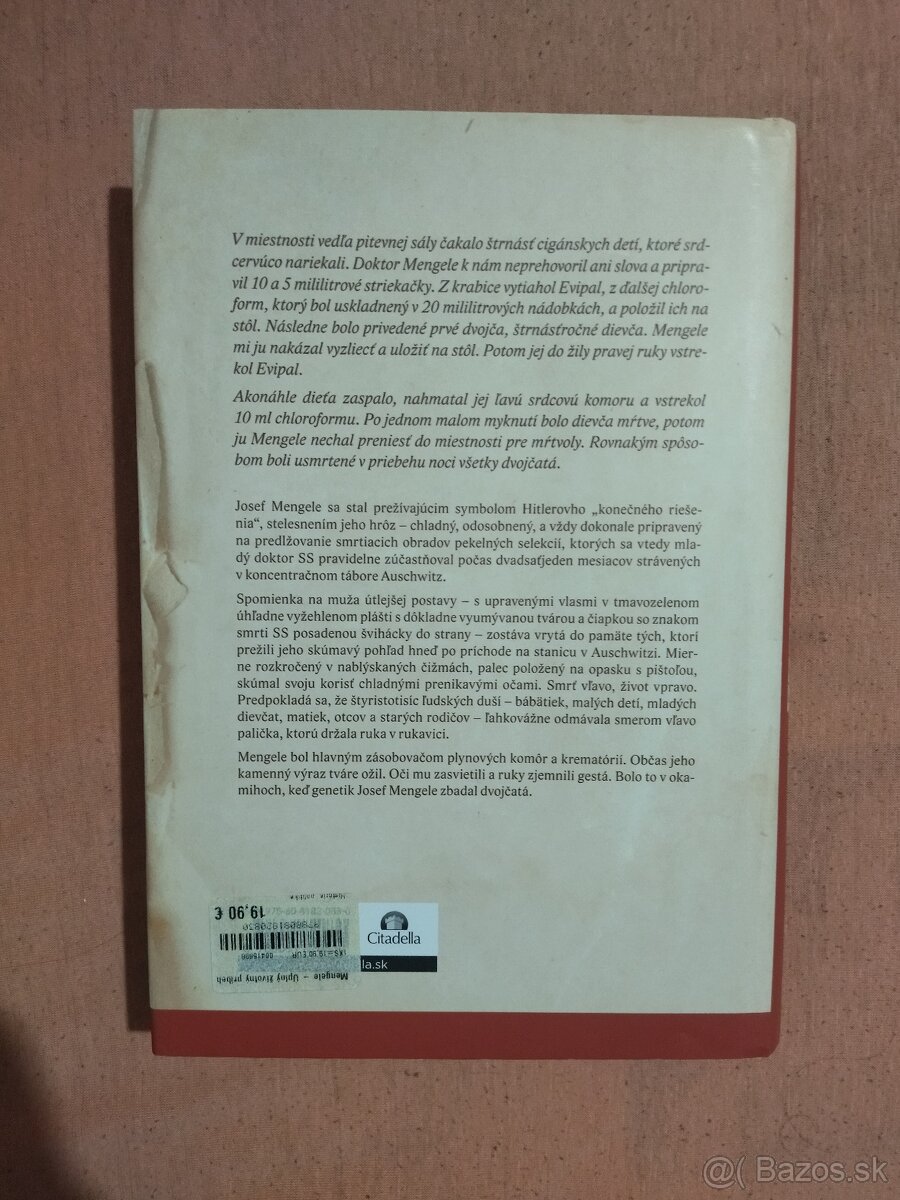 V miestnosti vedľa pitevnej sály čakalo štrnásť cigánskych detí, ktoré srd-
cervúco nariekali. Doktor Mengele k nám neprehovoril ani slova a pripra-
vil 10 a 5 mililitrové striekačky. Z krabice vytiahol Evipal, z ďalšej chloro-
form, ktorý bol uskladnený v 20 mililitrových nádobkách, a položil ich na
stôl. Následne bolo privedené prvé dvojča, štrnásťročné dievča. Mengele
mi ju nakázal vyzliecť a uložiť na stôl. Potom jej do žily pravej ruky vstre-
kol Evipal.
Akonáhle dieťa zaspalo, nahmatal jej ľavú srdcovú komoru a vstrekol
10 ml chloroformu. Po jednom malom myknutí bolo dievča mŕtve, potom
ju Mengele nechal preniesť do miestnosti pre mŕtvoly. Rovnakým spôso-
bom boli usmrtené v priebehu noci všetky dvojčatá.
Josef Mengele sa stal prežívajúcim symbolom Hitlerovho „konečného rieše-
nia“, stelesnením jeho hrôz – chladný, odosobnený, a vždy dokonale pripravený
na predlžovanie smrtiacich obradov pekelných selekcií, ktorých sa vtedy mla-
dý doktor SS pravidelne zúčastňoval počas dvadsaťjeden mesiacov strávených
v koncentračnom tábore Auschwitz.
Spomienka na muža útlejšej postavy – s upravenými vlasmi v tmavozelenom
úhľadne vyžehlenom plášti s dôkladne vyumývanou tvárou a čiapkou so znakom
smrti SS posadenou švihácky do strany – zostáva vrytá do pamäte tých, ktorí
prežili jeho skúmavý pohľad hneď po príchode na stanicu v Auschwitzi. Mier-
ne rozkročený v nablýskaných čižmách, palec položený na opasku s pištoľou,
skúmal svoju korisť chladnými prenikavými očami. Smrť vľavo, život vpravo.
Predpokladá sa, že štyristotisíc ľudských duší – bábätiek, malých detí, mladých
dievčat, matiek, otcov a starých rodičov – ľahkovážne odmávala smerom vľavo
palička, ktorú držala ruka v rukavici.
Mengele bol hlavným zásobovačom plynových komôr a krematórií. Občas jeho
kamenný výraz tváre ožil. Oči mu zasvietili a ruky zjemnili gestá. Bolo to v oka-
mihoch, keď genetik Josef Mengele zbadal dvojčatá.
Mengele - Úplný životný príbeh
1KS = 19.90 EUR
19,90 €
História, politika
Citadella
la.sk
@( Bazos.sk